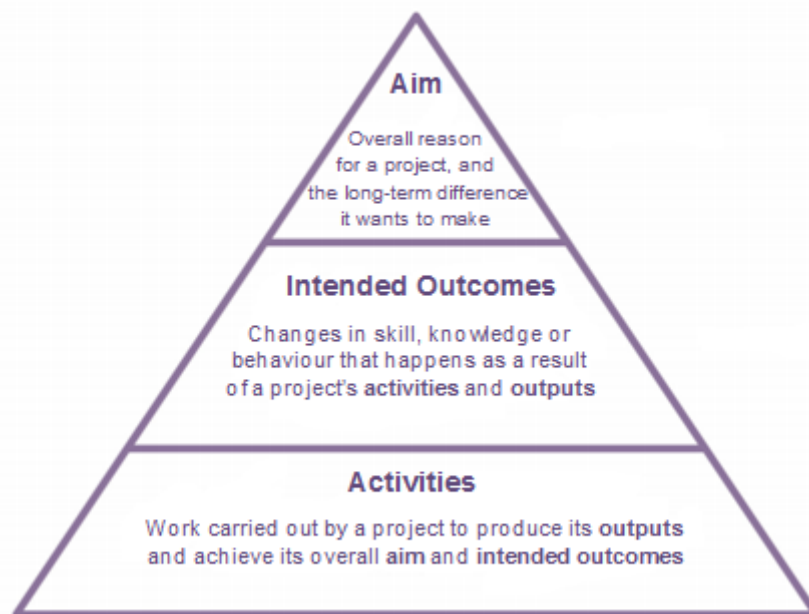 Aim
Overall reason
for a project, and
the long-term difference
it wants to make
Intended Outcomes
Changes in skill, knowledge or
behaviour that happens as a result
of a project's activities and outputs
Activities
Work carried out by a project to produce its outputs
and achieve its overall aim and intended outcomes